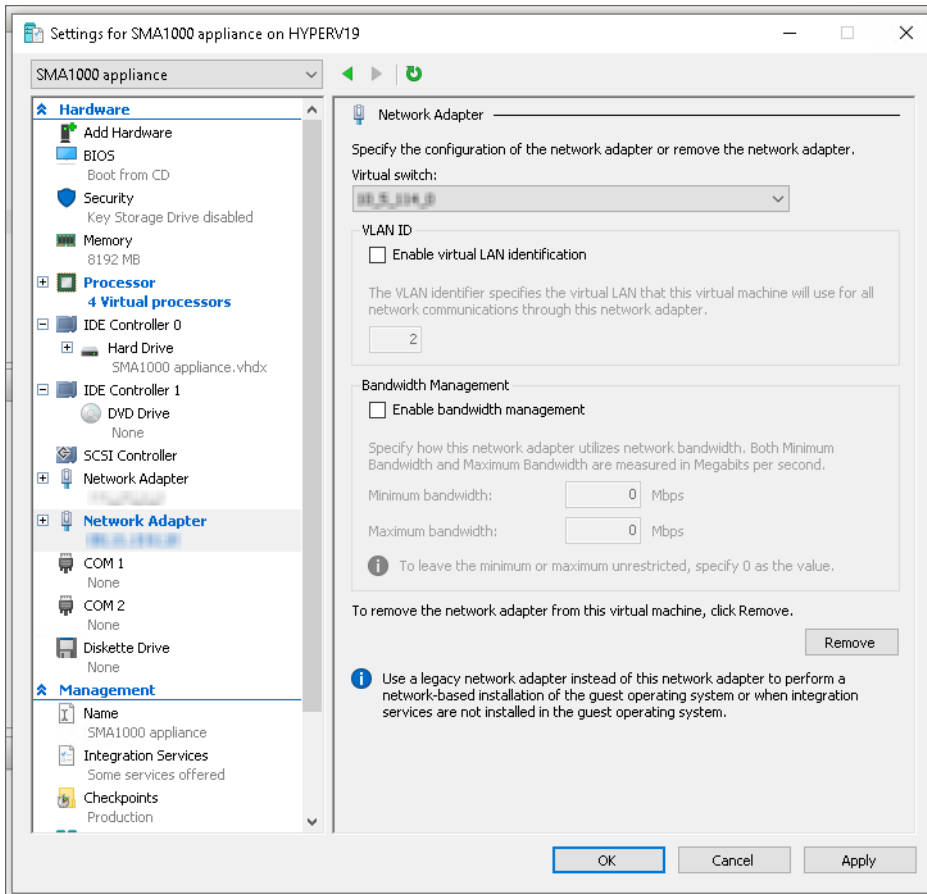 Settings for SMA1000 appliance on HYPERV19
SMA1000 appliance
Hardware
Add Hardware
BIOS
Boot from CD
Security
Key Storage Drive disabled
Memory
8192 MB
Processor
4 Virtual processors
IDE Controller 0
Hard Drive
SMA1000 appliance.vhdx
IDE Controller 1
DVD Drive
None
SCSI Controller
Network Adapter
Network Adapter
COM 1
None
COM 2
None
Diskette Drive
None
Management
Name
SMA1000 appliance
Integration Services
Some services offered
Checkpoints
Production
Network Adapter
Specify the configuration of the network adapter or remove the network adapter.
Virtual switch:
VLAN ID
Enable virtual LAN identification
The VLAN identifier specifies the virtual LAN that this virtual machine will use for all
network communications through this network adapter.
2
Bandwidth Management
Enable bandwidth management
Specify how this network adapter utilizes network bandwidth. Both Minimum
Bandwidth and Maximum Bandwidth are measured in Megabits per second.
Minimum bandwidth: 0 Mbps
Maximum bandwidth: 0 Mbps
To leave the minimum or maximum unrestricted, specify 0 as the value.
To remove the network adapter from this virtual machine, click Remove.
Remove
Use a legacy network adapter instead of this network adapter to perform a
network-based installation of the guest operating system or when integration
services are not installed in the guest operating system.
OK Cancel Apply